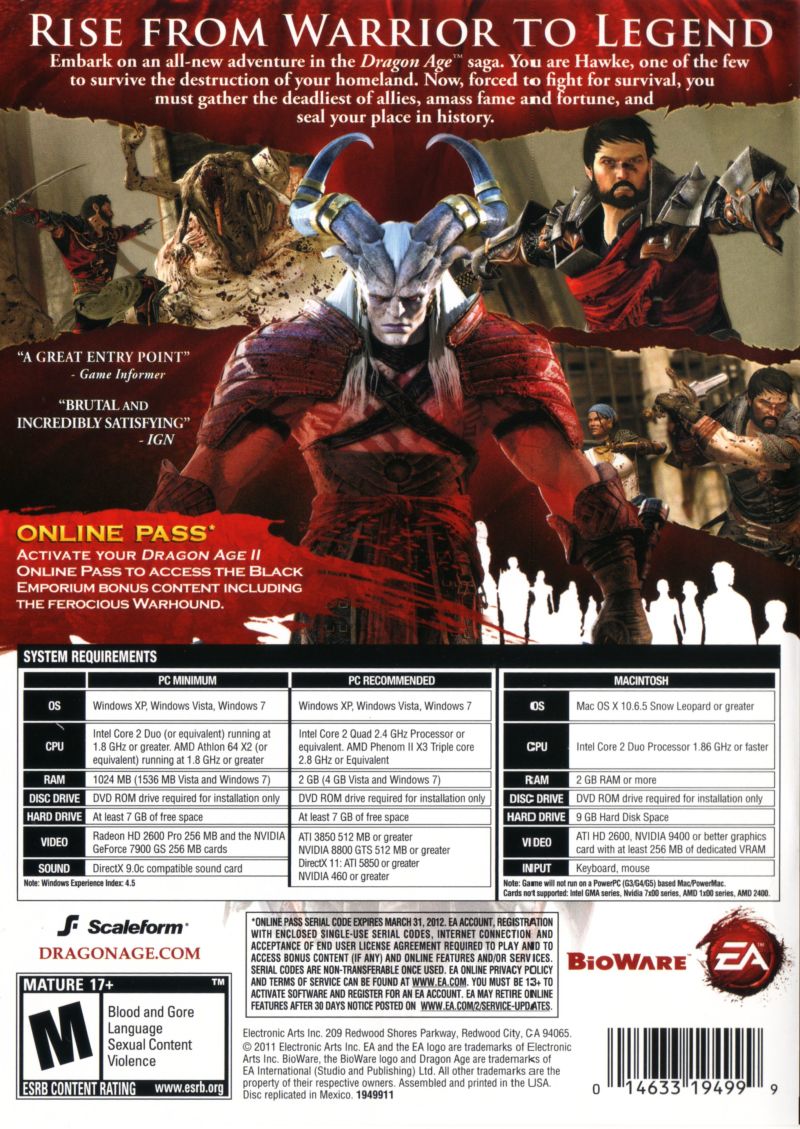 RISE FROM WARRIOR TO LEGEND
Embark on an all-new adventure in the Dragon Age™ saga. You are Hawke, one of the few
to survive the destruction of your homeland. Now, forced to fight for survival, you
must gather the deadliest of allies, amass fame and fortune, and
seal your place in history.
“A GREAT ENTRY POINT”
- Game Informer
“BRUTAL AND
INCREDIBLY SATISFYING”
- IGN
ONLINE PASS*
ACTIVATE YOUR DRAGON AGE II
ONLINE PASS TO ACCESS THE BLACK
EMPORIUM BONUS CONTENT INCLUDING
THE FEROCIOUS WARHOUND.
SYSTEM REQUIREMENTS
PC MINIMUM
PC RECOMMENDED
OS
Windows XP, Windows Vista, Windows 7
Windows XP, Windows Vista, Windows 7
CPU
Intel Core 2 Duo (or equivalent) running at
1.8 GHz or greater. AMD Athlon 64 X2 (or
equivalent) running at 1.8 GHz or greater
Intel Core 2 Quad 2.4 GHz Processor or
equivalent. AMD Phenom II X3 Triple core
2.8 GHz or Equivalent
RAM
1024 MB (1536 MB Vista and Windows 7)
2 GB (4 GB Vista and Windows 7)
DISC DRIVE
DVD ROM drive required for installation only
DVD ROM drive required for installation only
HARD DRIVE
At least 7 GB of free space
At least 7 GB of free space
VIDEO
Radeon HD 2600 Pro 256 MB and the NVIDIA
GeForce 7900 GS 256 MB cards
ATI 3850 512 MB or greater
NVIDIA 8800 GTS 512 MB or greater
DirectX 11: ATI 5850 or greater
NVIDIA 460 or greater
SOUND
DirectX 9.0c compatible sound card
Note: Windows Experience Index: 4.5
MACINTOSH
OS
Mac OS X 10.6.5 Snow Leopard or greater
CPU
Intel Core 2 Duo Processor 1.86 GHz or faster
RAM
2 GB RAM or more
DISC DRIVE
DVD ROM drive required for installation only
HARD DRIVE
9 GB Hard Disk Space
VIDEO
ATI HD 2600, NVIDIA 9400 or better graphics
card with at least 256 MB of dedicated VRAM
INPUT
Keyboard, mouse
Note: Game will not run on a PowerPC (G3/G4/G5) based Mac/PowerMac.
Cards not supported: Intel GMA series, Nvidia 7x00 series, AMD 1x00 series, AMD 2400.
Scaleform®
DRAGONAGE.COM
*ONLINE PASS SERIAL CODE EXPIRES MARCH 31, 2012. EA ACCOUNT, REGISTRATION
WITH ENCLOSED SINGLE-USE SERIAL CODES, INTERNET CONNECTION AND
ACCEPTANCE OF END USER LICENSE AGREEMENT REQUIRED TO PLAY AND TO
ACCESS BONUS CONTENT (IF ANY) AND ONLINE FEATURES AND/OR SERVICES.
SERIAL CODES ARE NON-TRANSFERABLE ONCE USED. EA ONLINE PRIVACY POLICY
AND TERMS OF SERVICE CAN BE FOUND AT WWW.EA.COM. YOU MUST BE 13+ TO
ACTIVATE SOFTWARE AND REGISTER FOR AN EA ACCOUNT. EA MAY RETIRE ONLINE
FEATURES AFTER 30 DAYS NOTICE POSTED ON WWW.EA.COM/2/SERVICE-UPDATES.
BIOWARE™
EA™
MATURE 17+ ™
M
Blood and Gore
Language
Sexual Content
Violence
ESRB CONTENT RATING www.esrb.org
Electronic Arts Inc. 209 Redwood Shores Parkway, Redwood City, CA 94065.
© 2011 Electronic Arts Inc. EA and the EA logo are trademarks of Electronic
Arts Inc. BioWare, the BioWare logo and Dragon Age are trademarks of
EA International (Studio and Publishing) Ltd. All other trademarks are the
property of their respective owners. Assembled and printed in the USA.
Disc replicated in Mexico. 1949911
0 14633 19499 9